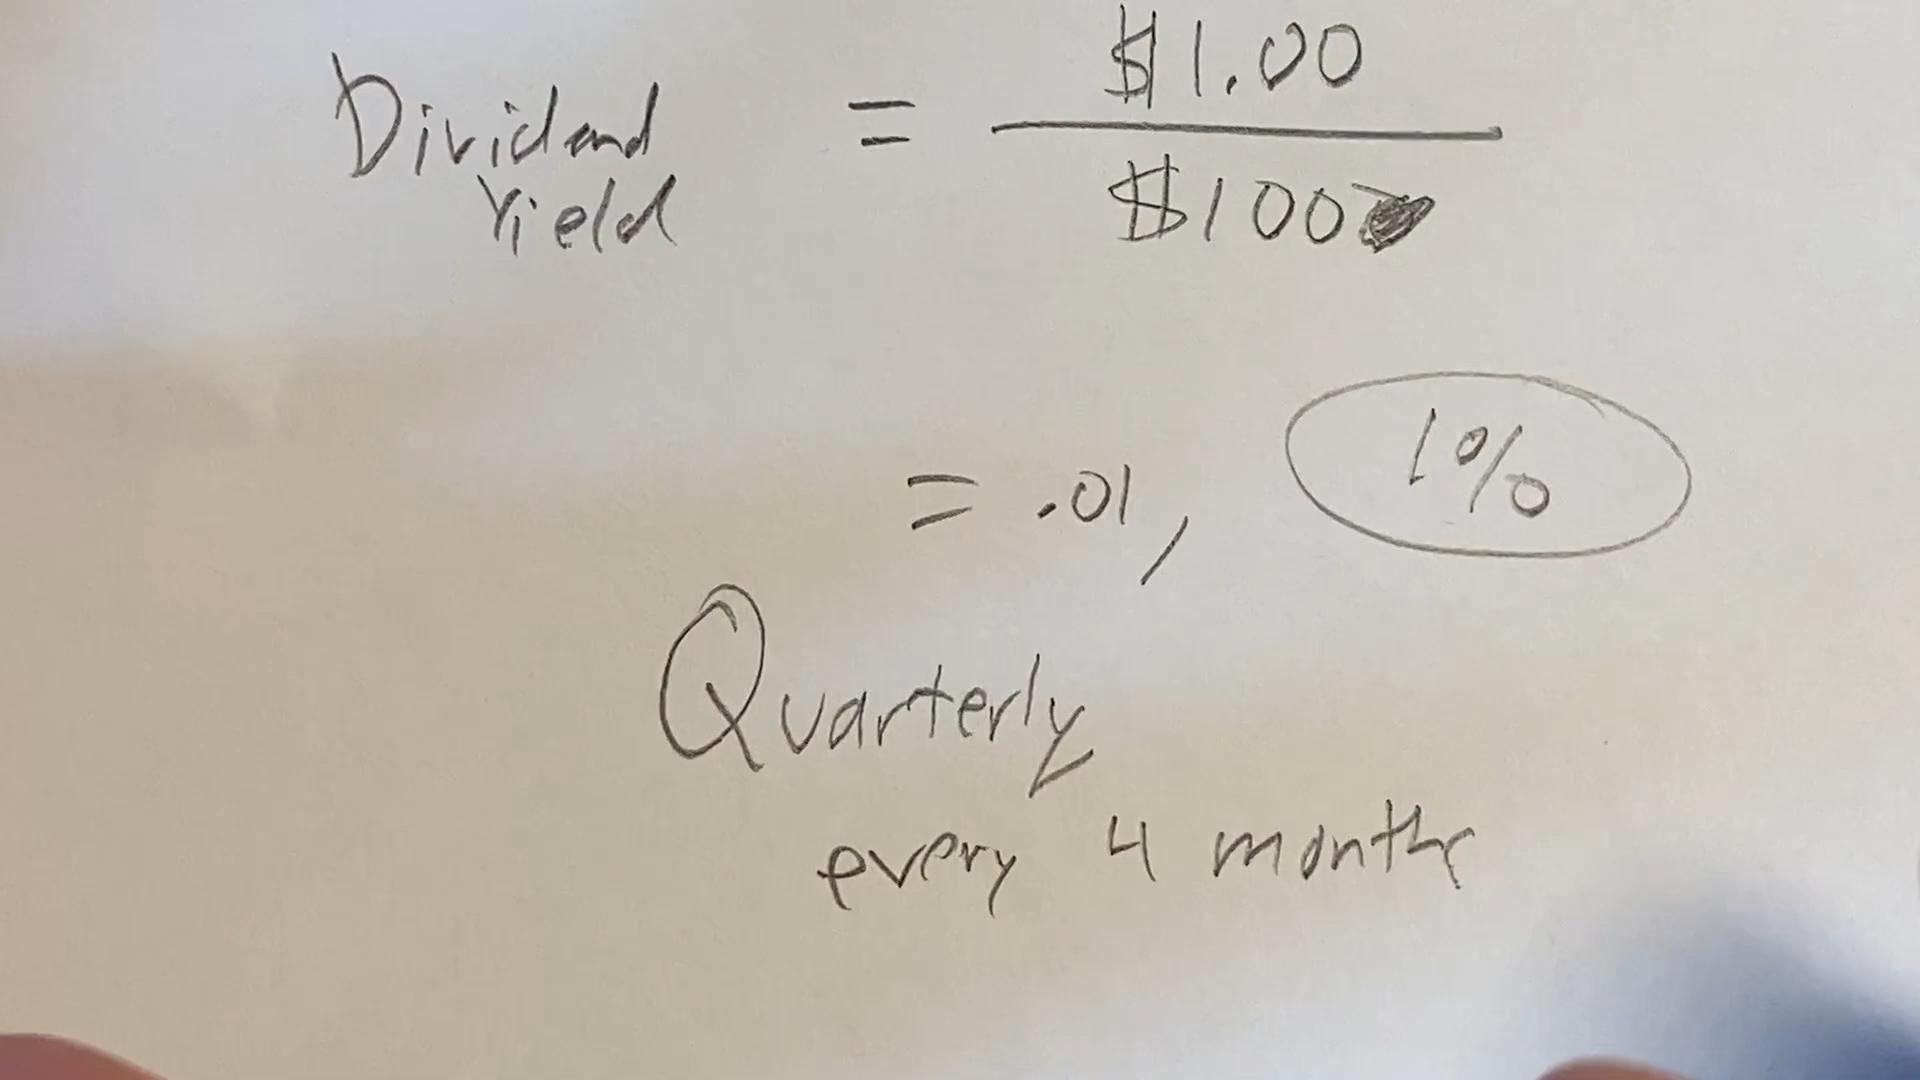 Dividend = $1.00
Yield $100
= .01, 1%
Quarterly
every 4 months